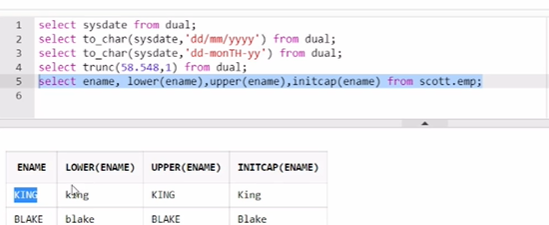 1 select sysdate from dual;
2 select to_char(sysdate,'dd/mm/yyyy') from dual;
3 select to_char(sysdate,'dd-monTH-yy') from dual;
4 select trunc(58.548,1) from dual;
5 select ename, lower(ename),upper(ename),initcap(ename) from scott.emp;
6
ENAME LOWER(ENAME) UPPER(ENAME) INITCAP(ENAME)
KING king KING King
BLAKE blake BLAKE Blake